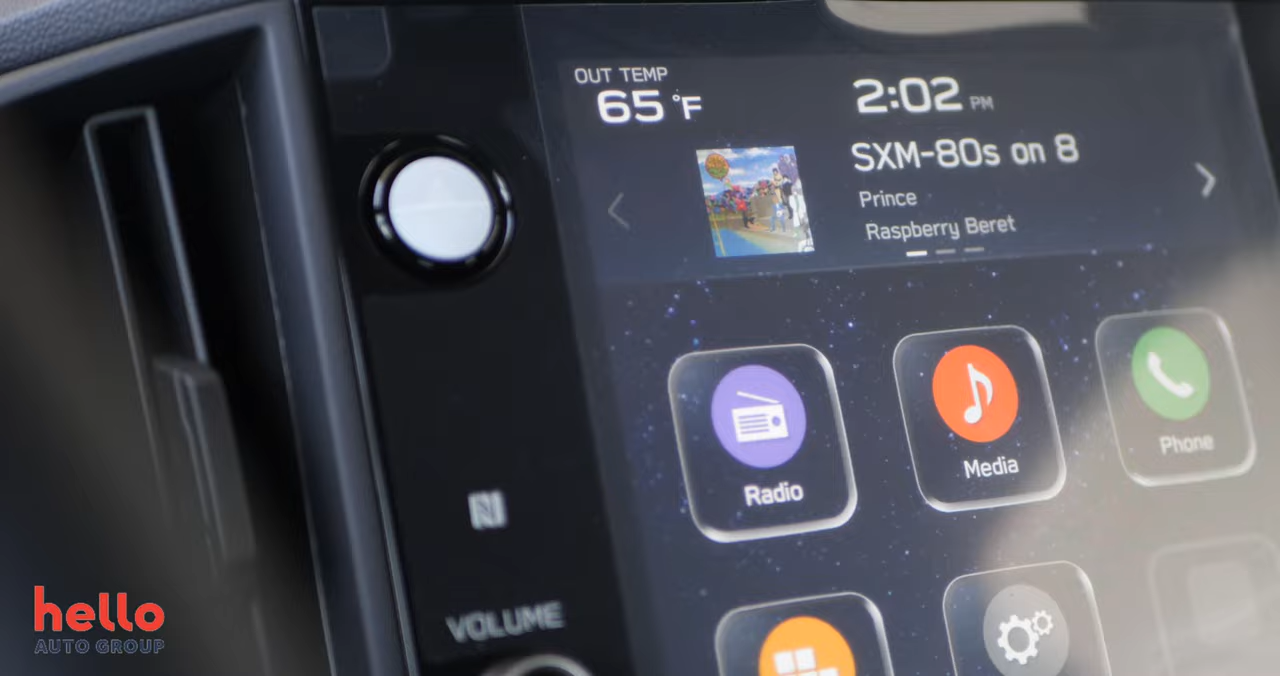 OUT TEMP
65 °F
2:02 PM
SXM-80s on 8
Prince
Raspberry Beret
Radio
Media
Phone
VOLUME
hello
AUTO GROUP